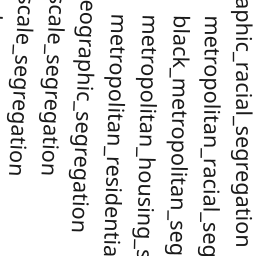 aphic_racial_segregation
metropolitan_racial_seg
black_metropolitan_seg
metropolitan_housing_s
metropolitan_residentia
eographic_segregation
scale_segregation
scale_segregation